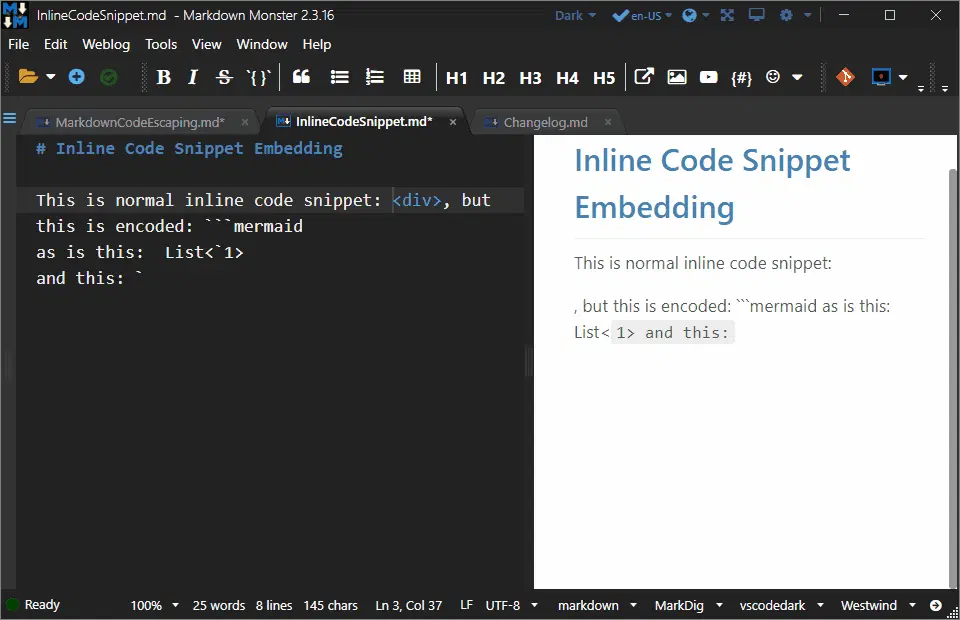 InlineCodeSnippet.md - Markdown Monster 2.3.16
Dark en-US
File Edit Weblog Tools View Window Help
B I S `{}` H1 H2 H3 H4 H5 {#}
MarkdownCodeEscaping.md* InlineCodeSnippet.md* Changelog.md
# Inline Code Snippet Embedding
This is normal inline code snippet: <div>, but
this is encoded: ```mermaid
as is this:  List<`1>
and this: `
Inline Code Snippet
Embedding
This is normal inline code snippet:
, but this is encoded: ```mermaid as is this:
List< 1> and this:
Ready 100% 25 words 8 lines 145 chars Ln 3, Col 37 LF UTF-8 markdown MarkDig vscodedark Westwind